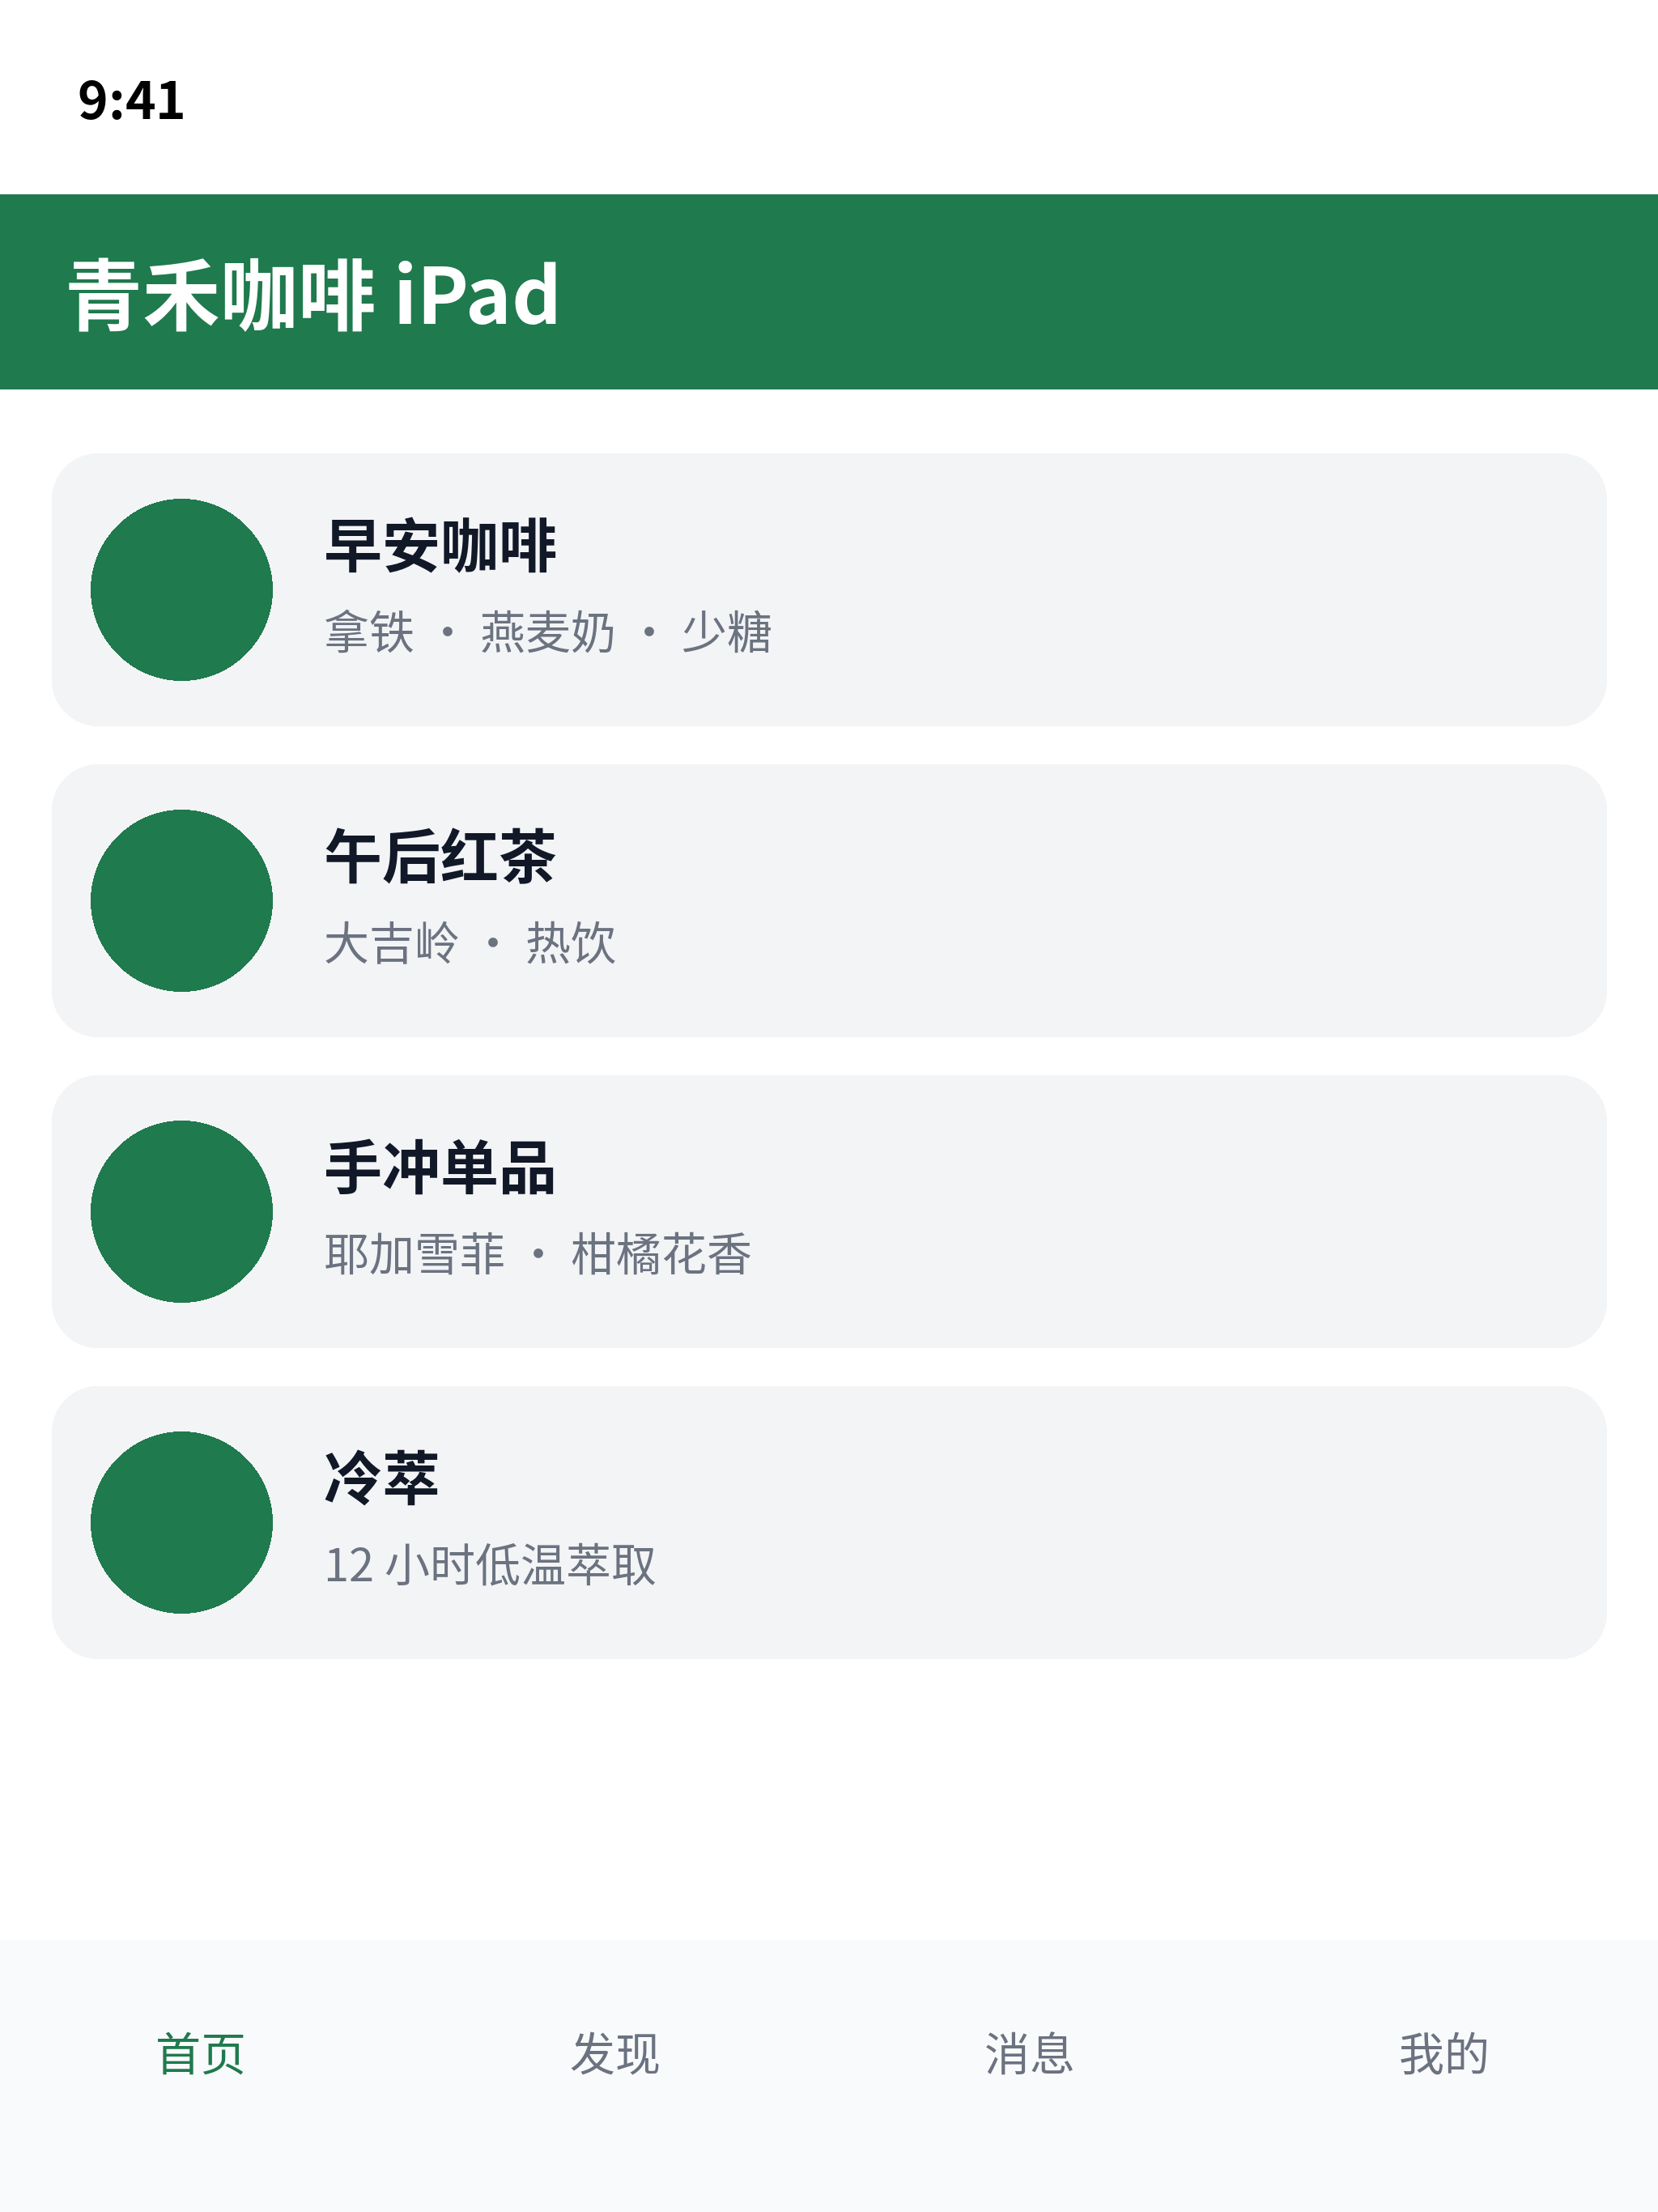 9:41
青禾咖啡 iPad
早安咖啡
拿铁 · 燕麦奶 · 少糖
午后红茶
大吉岭 · 热饮
手冲单品
耶加雪菲 · 柑橘花香
冷萃
12 小时低温萃取
首页 发现 消息 我的